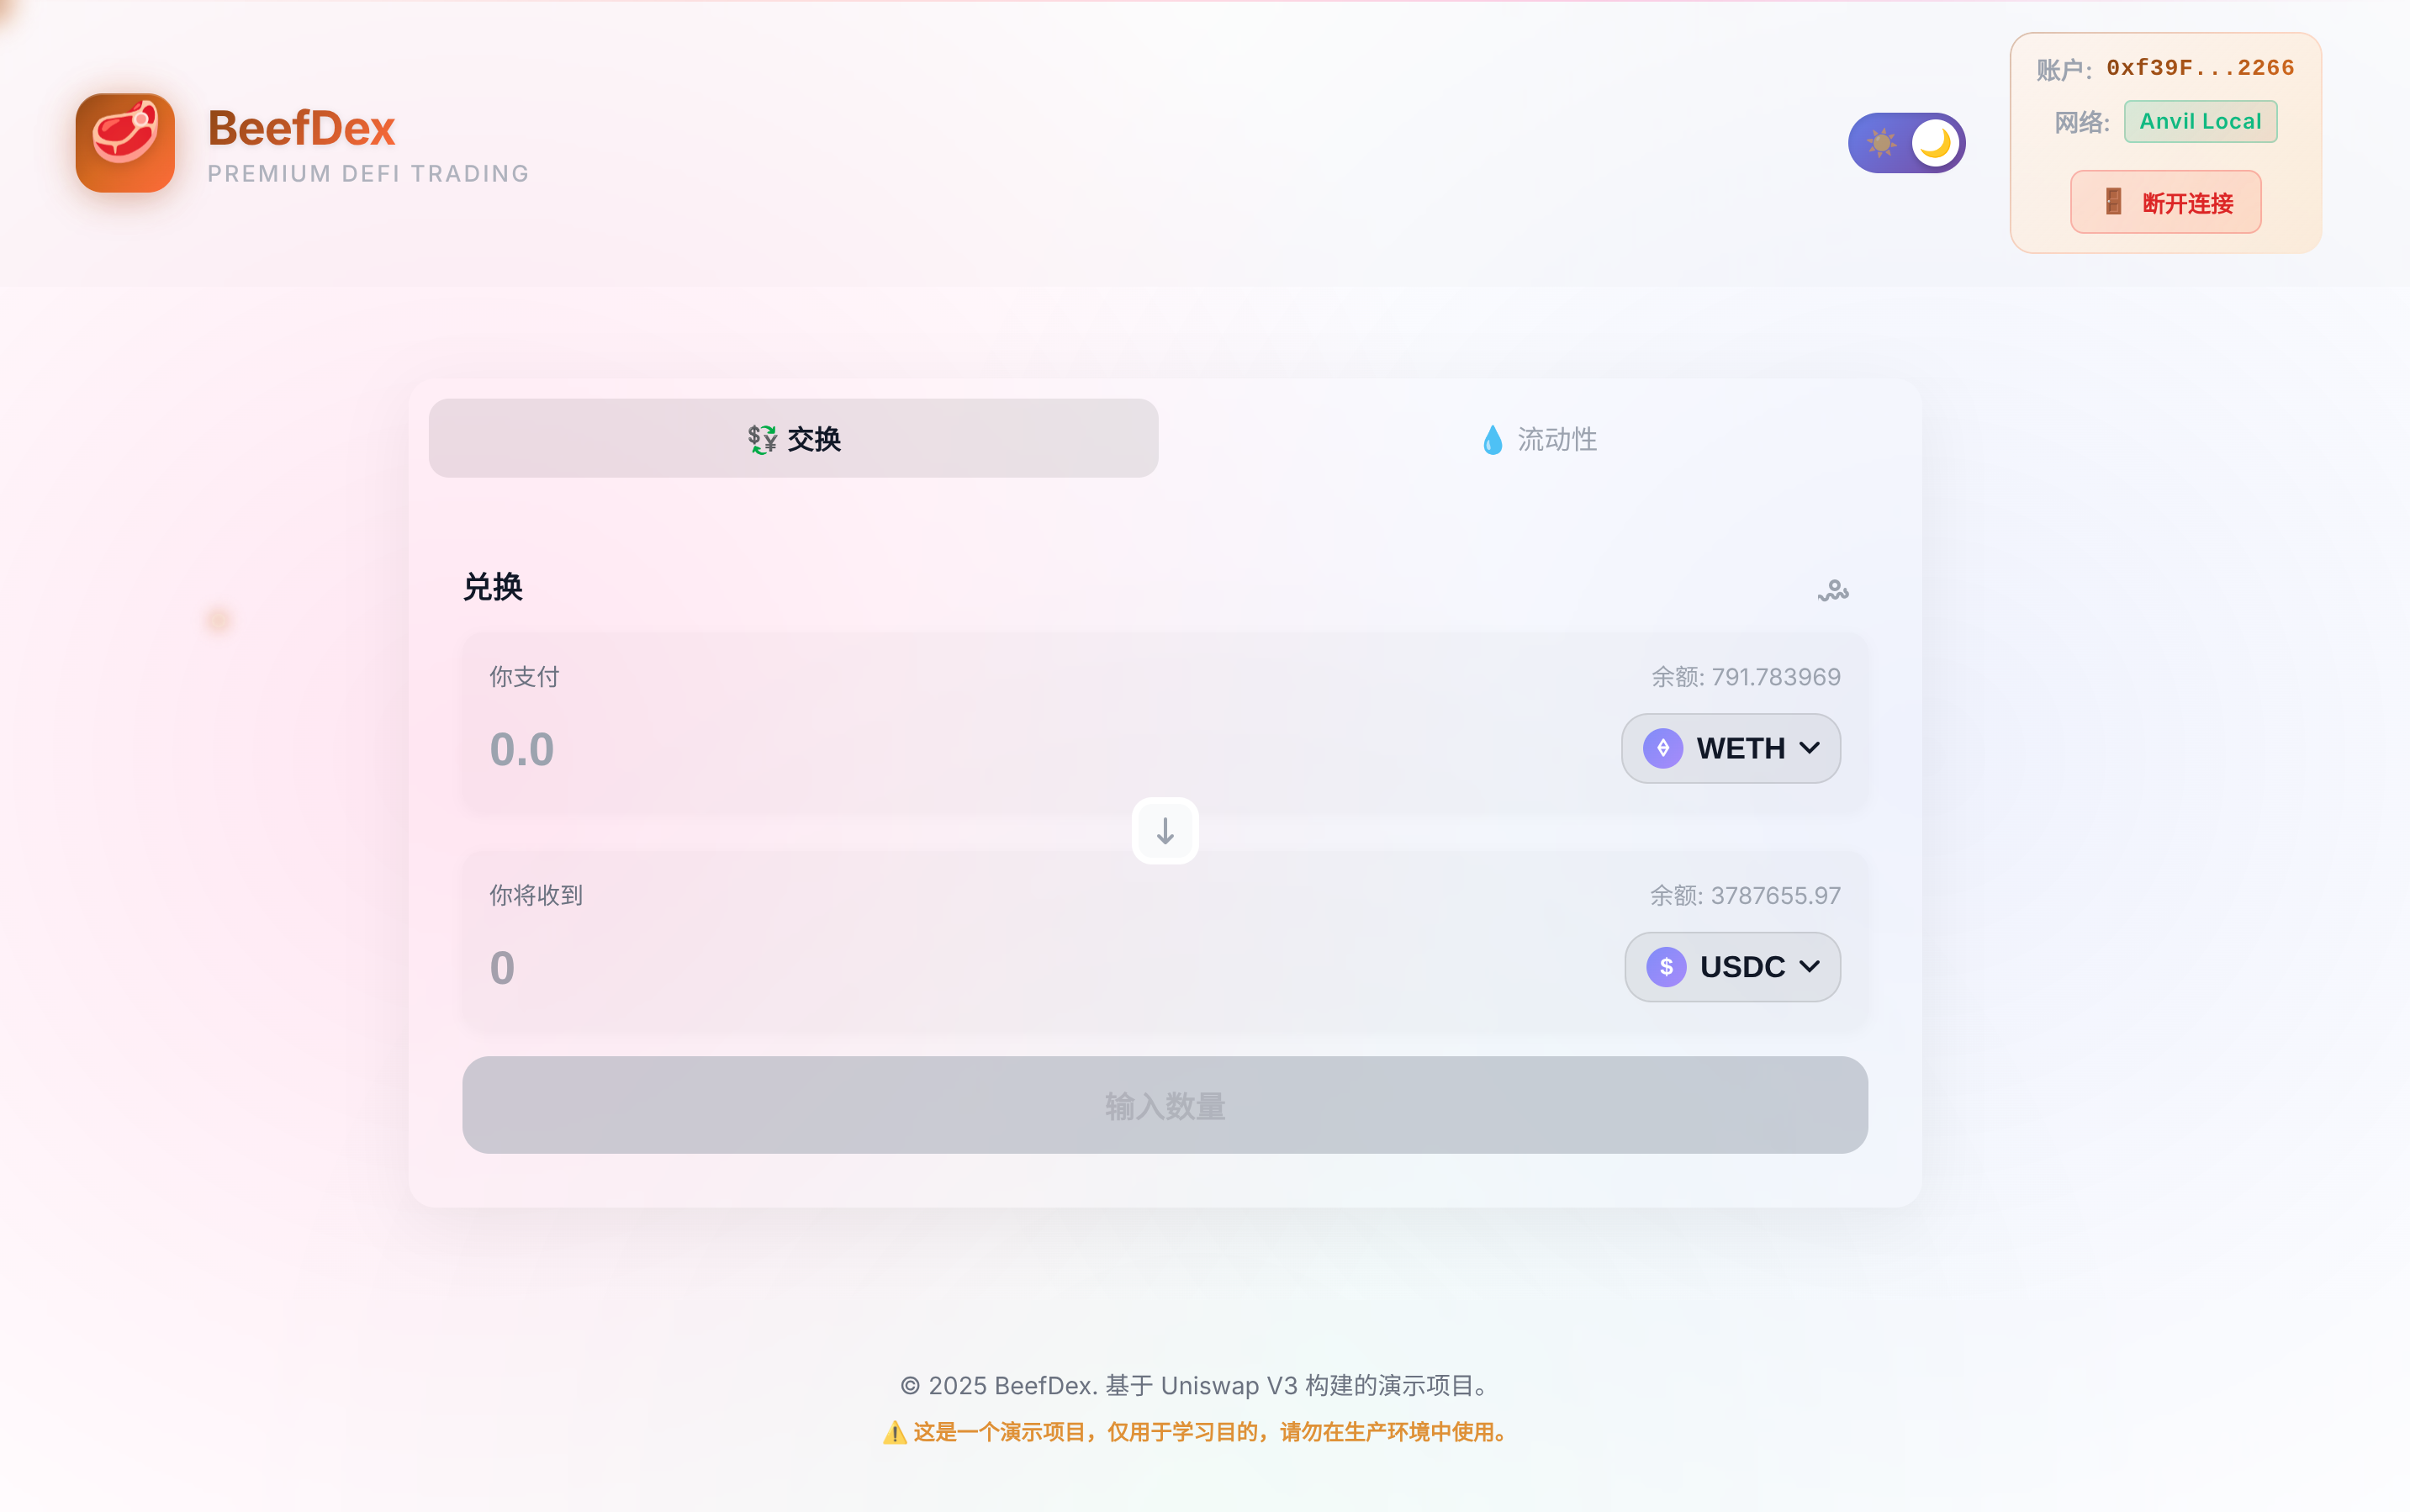 BeefDex
PREMIUM DEFI TRADING
账户: 0xf39F...2266
网络: Anvil Local
断开连接
交换
流动性
兑换
你支付
余额: 791.783969
0.0
WETH
你将收到
余额: 3787655.97
0
$ USDC
输入数量
© 2025 BeefDex. 基于 Uniswap V3 构建的演示项目。
⚠️ 这是一个演示项目，仅用于学习目的，请勿在生产环境中使用。